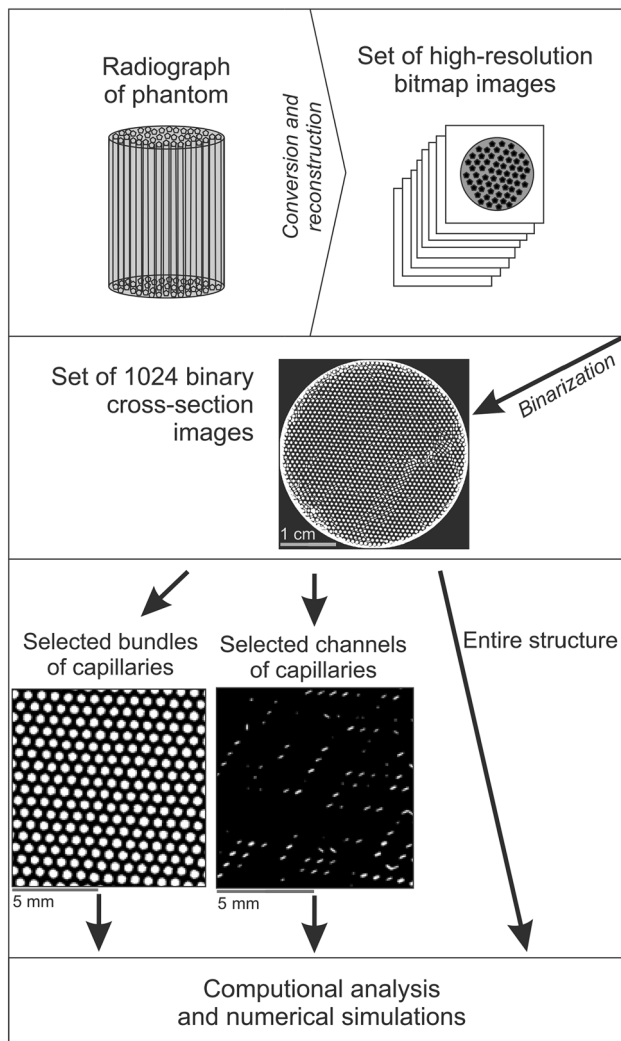 Radiograph
of phantom
Conversion and
reconstruction
Set of high-resolution
bitmap images
Set of 1024 binary
cross-section
images
Binarization
1 cm
Selected bundles
of capillaries
Selected channels
of capillaries
Entire structure
5 mm
5 mm
Computional analysis
and numerical simulations